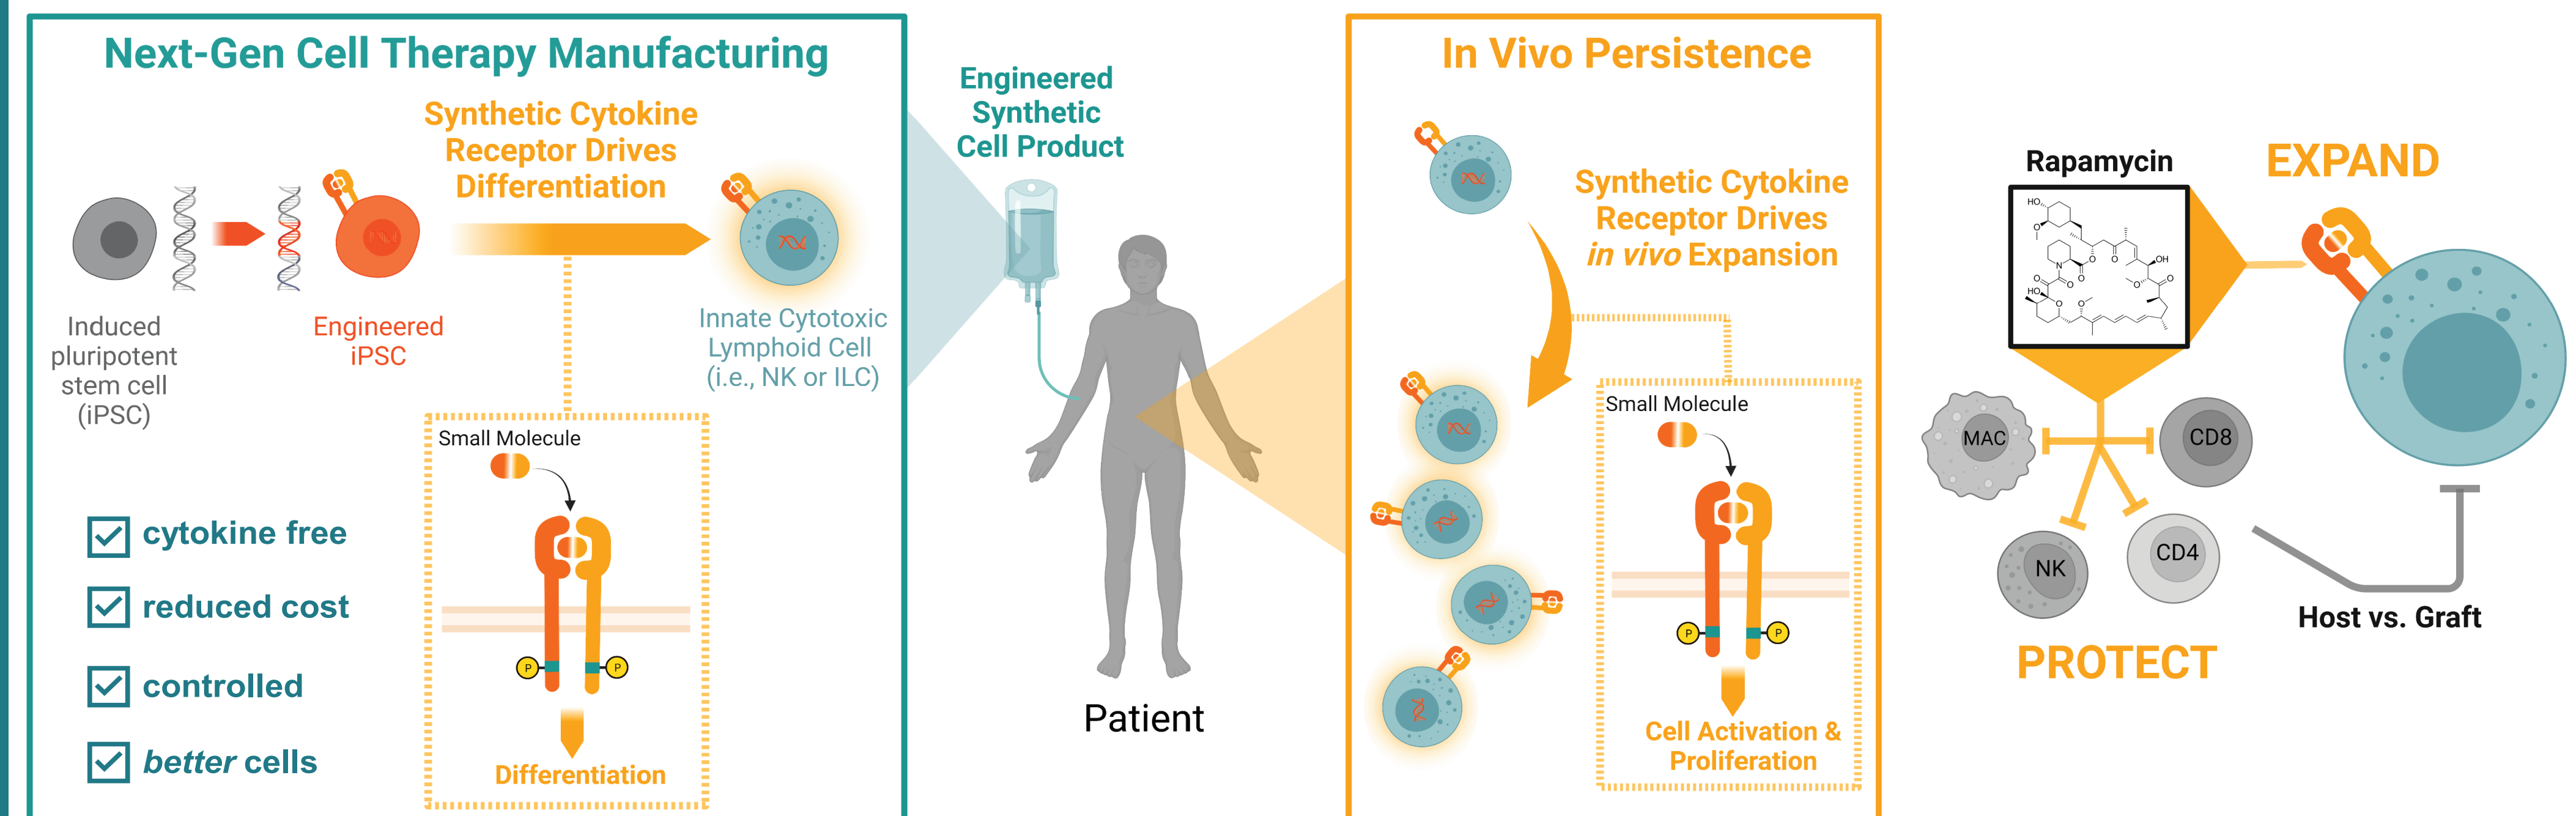 Next-Gen Cell Therapy Manufacturing
Synthetic Cytokine
Receptor Drives
Differentiation
Induced
pluripotent
stem cell
(iPSC)
Engineered
iPSC
Innate Cytotoxic
Lymphoid Cell
(i.e., NK or ILC)
cytokine free
reduced cost
controlled
better cells
Small Molecule
P
P
Differentiation
Engineered
Synthetic
Cell Product
Patient
In Vivo Persistence
Synthetic Cytokine
Receptor Drives
in vivo Expansion
Small Molecule
P
P
Cell Activation &
Proliferation
Rapamycin
HO
O
O
O
OH
N
O
O
O
O
O
HO
O
O
EXPAND
MAC
CD8
NK
CD4
PROTECT
Host vs. Graft